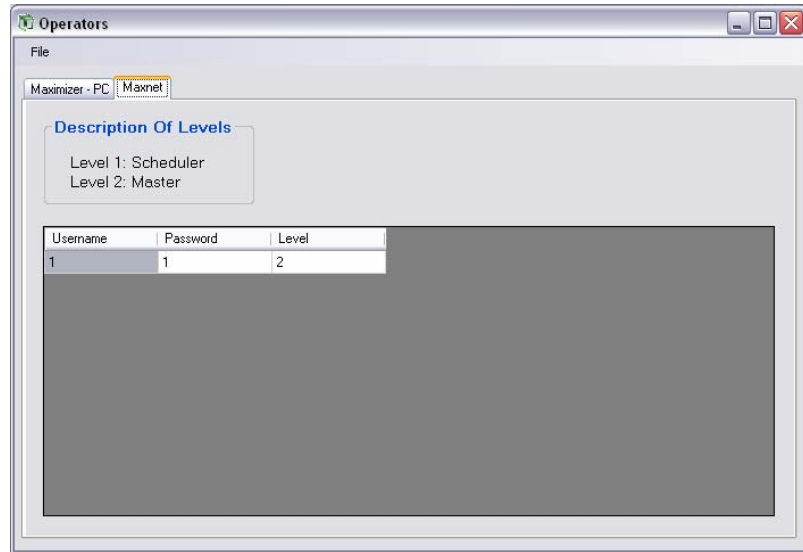 Operators
File
Maximizer - PC Maxnet
Description Of Levels
Level 1: Scheduler
Level 2: Master
Username Password Level
1 1 2